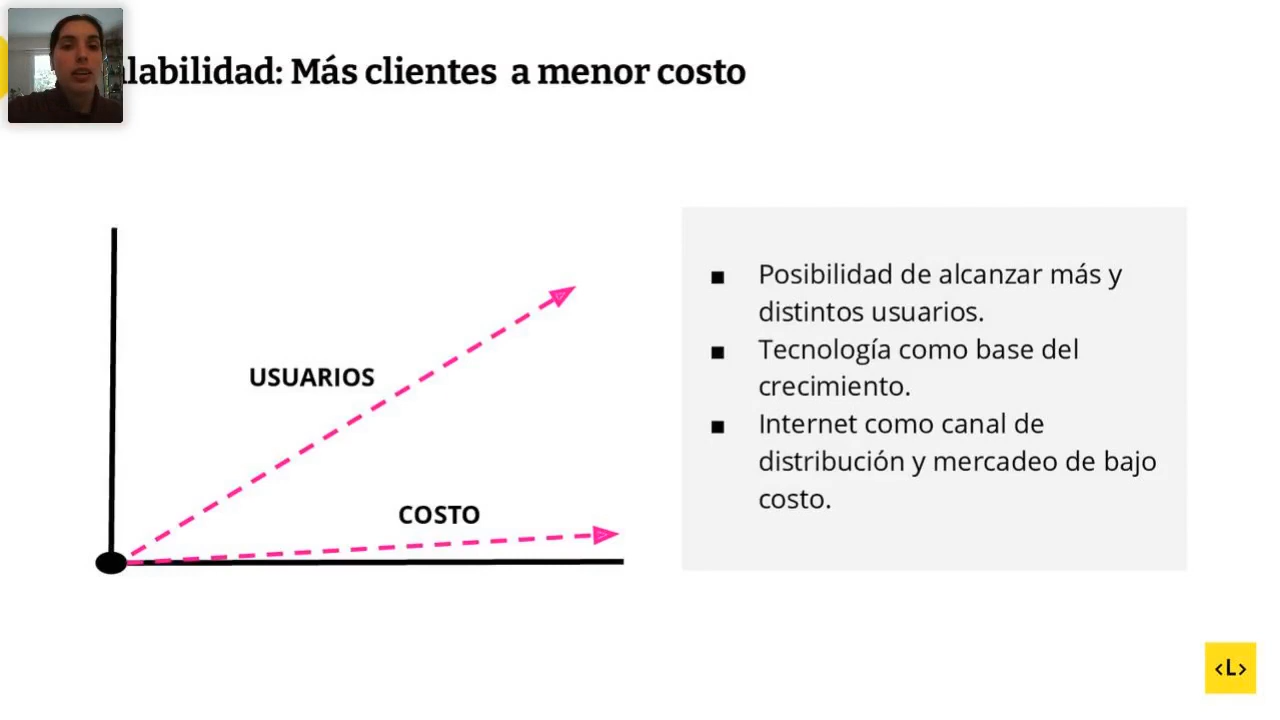 alabilidad: Más clientes a menor costo
USUARIOS
COSTO
■ Posibilidad de alcanzar más y
distintos usuarios.
■ Tecnología como base del
crecimiento.
■ Internet como canal de
distribución y mercadeo de bajo
costo.
<L>